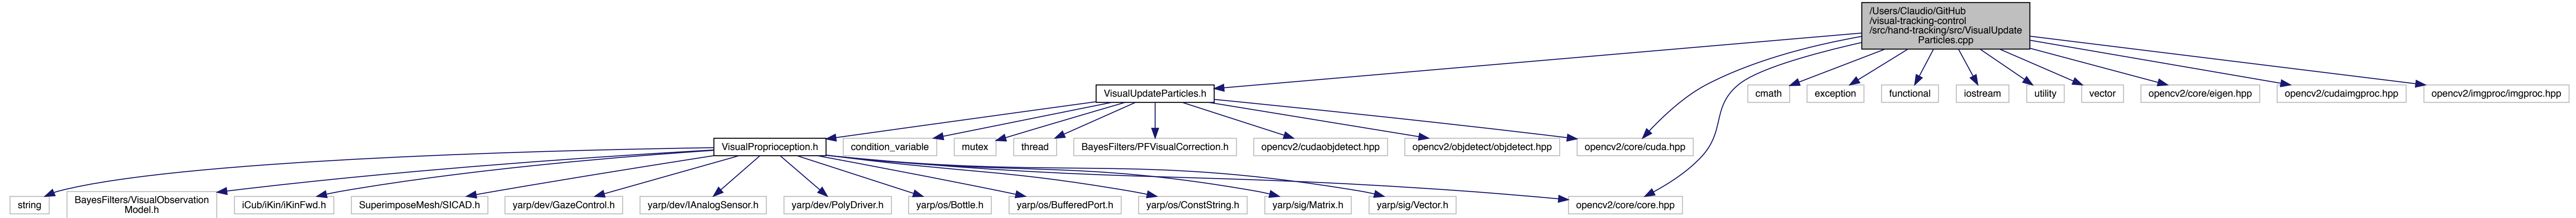 /Users/Claudio/GitHub
/visual-tracking-control
/src/hand-tracking/src/VisualUpdate
Particles.cpp
VisualUpdateParticles.h
cmath
exception
functional
iostream
utility
vector
opencv2/core/eigen.hpp
opencv2/cudaimgproc.hpp
opencv2/imgproc/imgproc.hpp
VisualProprioception.h
condition_variable
mutex
thread
BayesFilters/PFVisualCorrection.h
opencv2/cudaobjdetect.hpp
opencv2/objdetect/objdetect.hpp
opencv2/core/cuda.hpp
string
BayesFilters/VisualObservation
Model.h
iCub/iKin/iKinFwd.h
SuperimposeMesh/SICAD.h
yarp/dev/GazeControl.h
yarp/dev/IAnalogSensor.h
yarp/dev/PolyDriver.h
yarp/os/Bottle.h
yarp/os/BufferedPort.h
yarp/os/ConstString.h
yarp/sig/Matrix.h
yarp/sig/Vector.h
opencv2/core/core.hpp